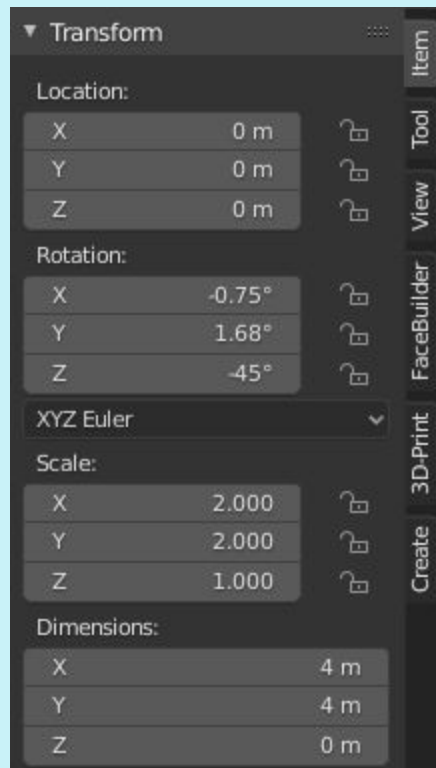 Transform
Location:
X 0 m
Y 0 m
Z 0 m
Rotation:
X -0.75°
Y 1.68°
Z -45°
XYZ Euler
Scale:
X 2.000
Y 2.000
Z 1.000
Dimensions:
X 4 m
Y 4 m
Z 0 m
Item
Tool
View
FaceBuilder
3D-Print
Create